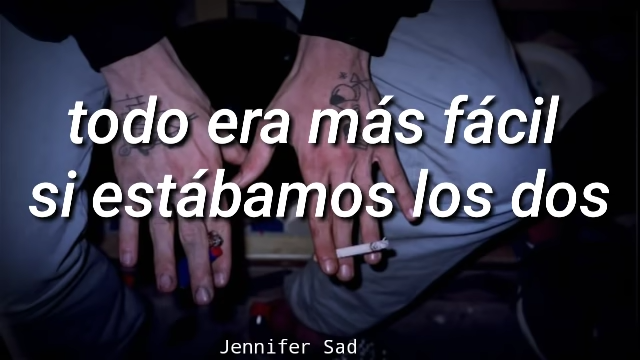 todo era más fácil
si estábamos los dos
Jennifer Sad